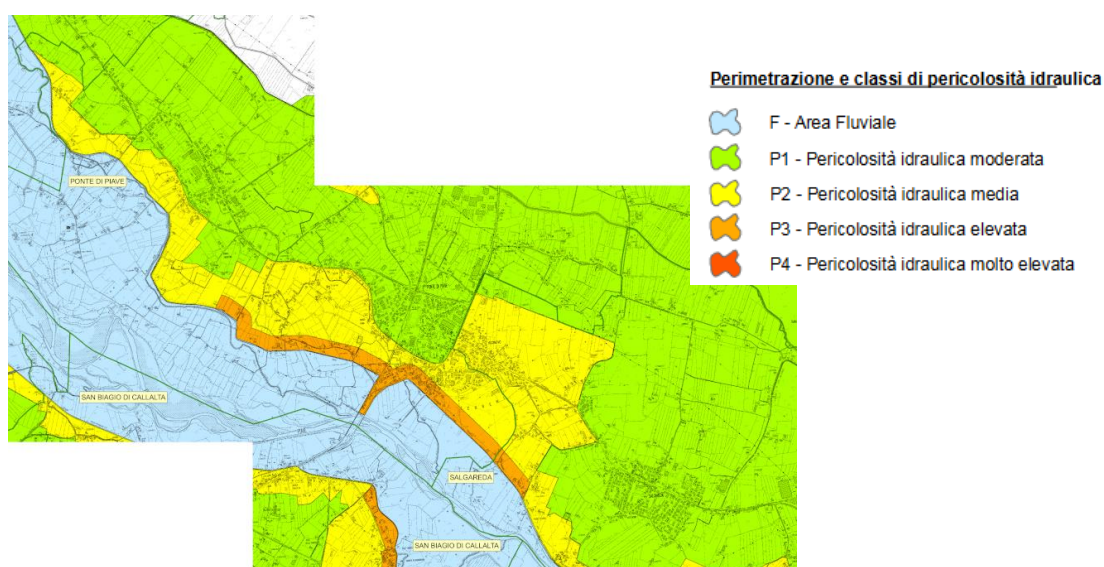 Perimetrazione e classi di pericolosità idraulica
F - Area Fluviale
P1 - Pericolosità idraulica moderata
P2 - Pericolosità idraulica media
P3 - Pericolosità idraulica elevata
P4 - Pericolosità idraulica molto elevata
PONTE DI PIAVE
SAN BIAGIO DI CALLALTA
SALGAREDA
SAN BIAGIO DI CALLALTA